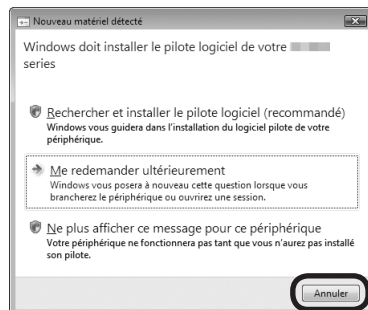 Nouveau matériel détecté
Windows doit installer le pilote logiciel de votre
series
Rechercher et installer le pilote logiciel (recommandé)
Windows vous guidera dans l'installation du logiciel pilote de votre
périphérique.
Me redemander ultérieurement
Windows vous posera à nouveau cette question lorsque vous
brancherez le périphérique ou ouvrirez une session.
Ne plus afficher ce message pour ce périphérique
Votre périphérique ne fonctionnera pas tant que vous n'aurez pas installé
son pilote.
Annuler